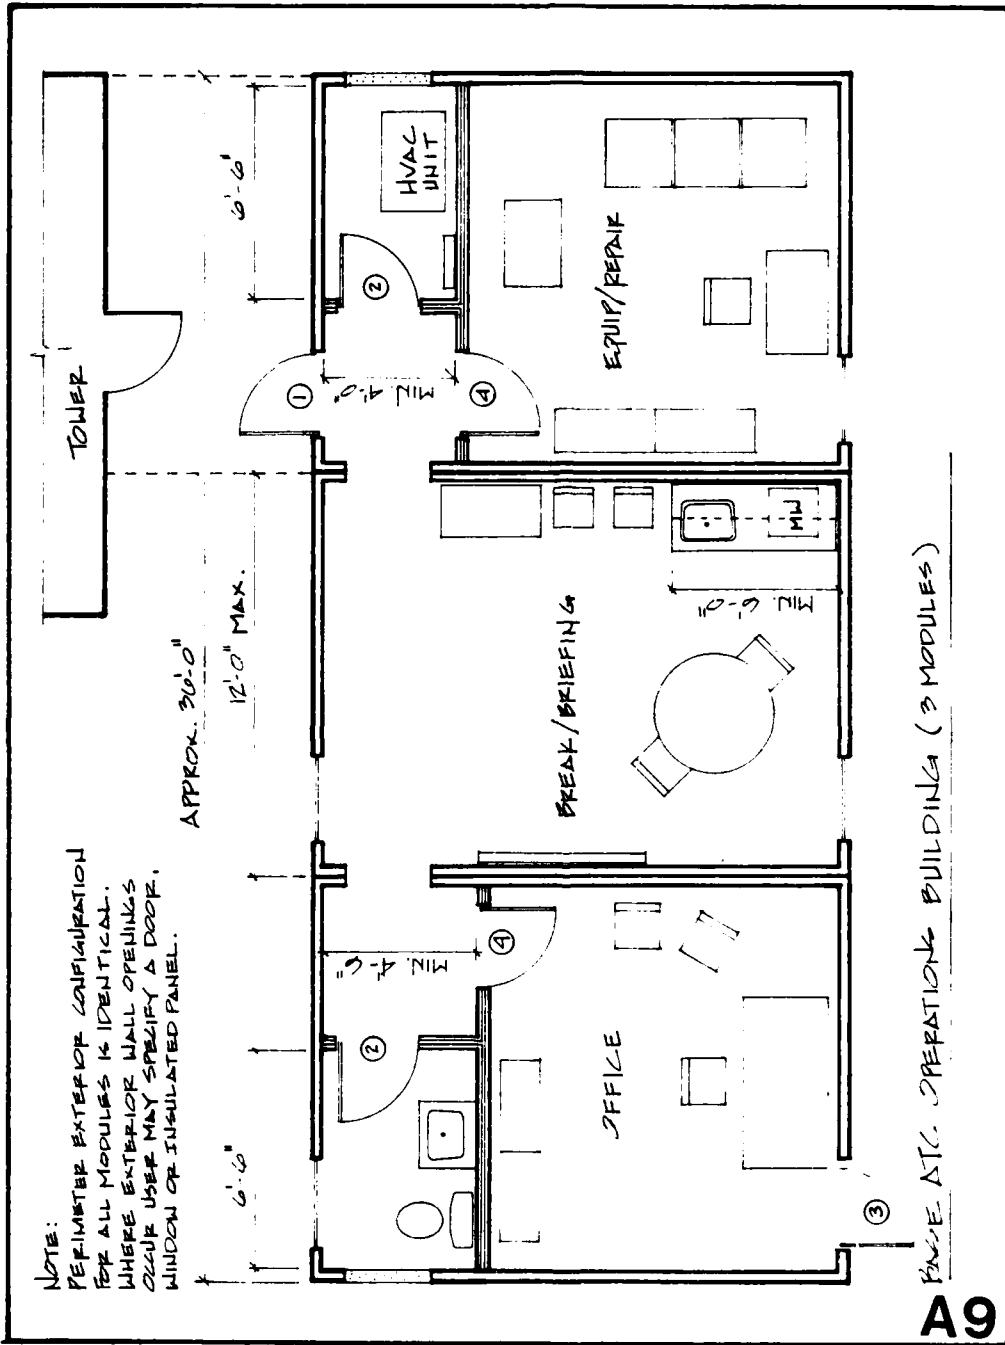 NOTE:
PERIMETER EXTERIOR CONFIGURATION
FOR ALL MODULES IS IDENTICAL.
WHERE EXTERIOR WALL OPENINGS
OCCUR USER MAY SPECIFY A DOOR,
WINDOW OR INSULATED PANEL.
TOWER
APPROX. 36'-0"
6'-6"
12'-0" MAX.
6'-6"
2
MIN. 4'-6"
4
1
MIN. 4'-0"
2
4
HVAC
UNIT
OFFICE
BREAK/BRIEFING
EQUIP/REPAIR
MIN. 6'-0"
MW
3
BASE ATC. OPERATIONS BUILDING (3 MODULES)
A9